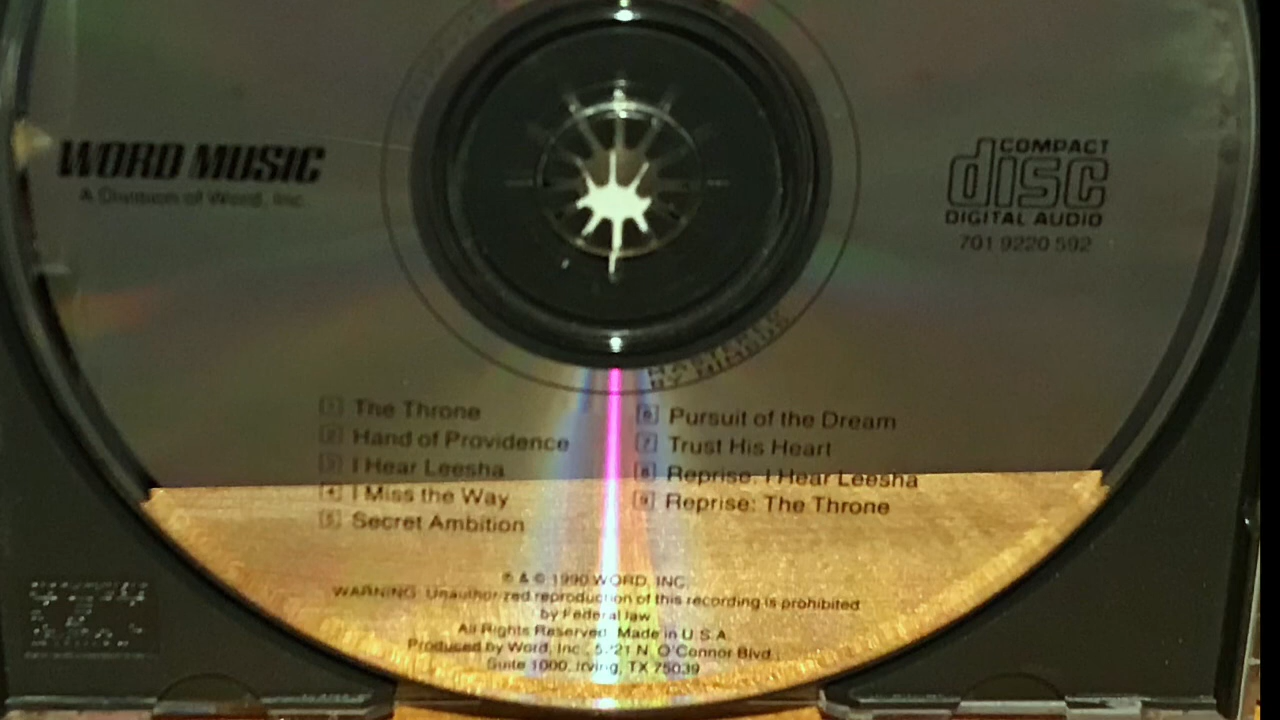 WORD MUSIC
A Division of Word, Inc.
COMPACT
disc
DIGITAL AUDIO
701 9220 592
MASTERED
BY NIMBUS
1 The Throne
2 Hand of Providence
3 I Hear Leesha
4 I Miss the Way
5 Secret Ambition
6 Pursuit of the Dream
7 Trust His Heart
8 Reprise: I Hear Leesha
9 Reprise: The Throne
℗ & © 1990 WORD, INC.
WARNING: Unauthorized reproduction of this recording is prohibited
by Federal law
All Rights Reserved. Made in U.S.A.
Produced by Word, Inc., N. O'Connor Blvd.,
Suite 1000, Irving, TX 75039